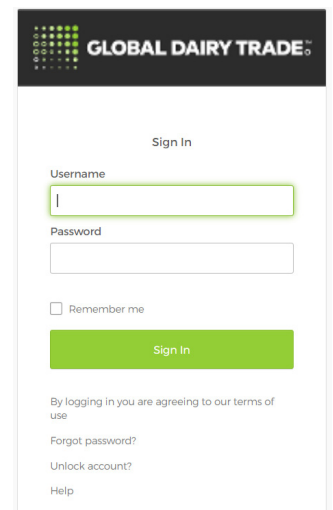 GLOBAL DAIRY TRADE
Sign In
Username
Password
Remember me
Sign In
By logging in you are agreeing to our terms of
use
Forgot password?
Unlock account?
Help